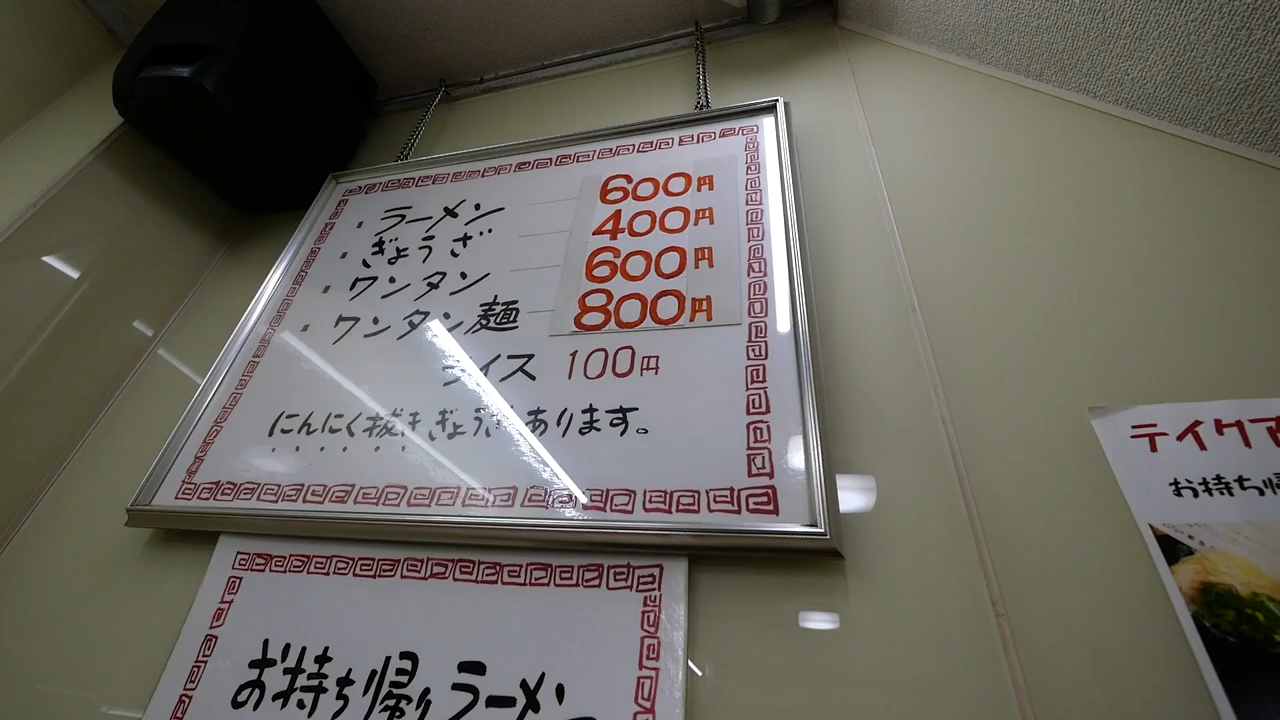 ・ラーメン 600円
・ぎょうざ 400円
・ワンタン 600円
・ワンタン麺 800円
ライス 100円
にんにく抜きぎょうざあります。
お持ち帰りラーメン
テイクア
お持ち帰